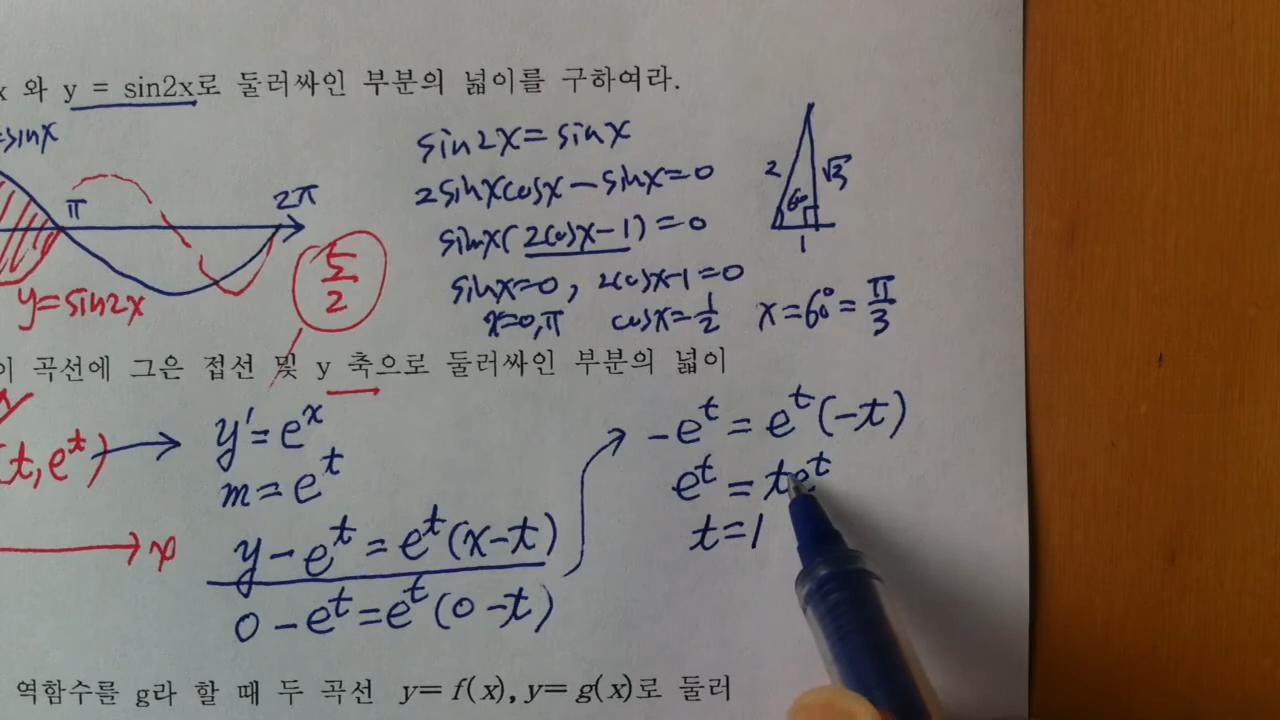 x 와 y = sin2x로 둘러싸인 부분의 넓이를 구하여라.
=sinx
π
2π
y=sin2x
5/2
sin2x=sinx
2sinxcosx-sinx=0
sinx(2cosx-1)=0
sinx=0, 2cosx-1=0
x=0,π cosx=1/2 x=60°=π/3
2 √3
60°
1
이 곡선에 그은 접선 및 y 축으로 둘러싸인 부분의 넓이
(t,e^t)
x
y'=e^x
m=e^t
y-e^t=e^t(x-t)
0-e^t=e^t(0-t)
-e^t=e^t(-t)
e^t=te^t
t=1
역함수를 g라 할 때 두 곡선 y=f(x), y=g(x)로 둘러